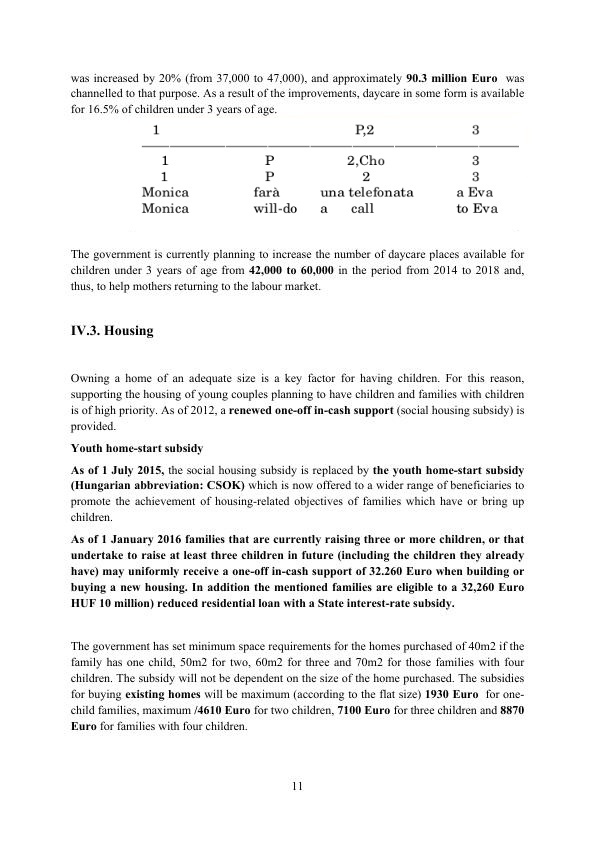 was increased by 20% (from 37,000 to 47,000), and approximately 90.3 million Euro was
channelled to that purpose. As a result of the improvements, daycare in some form is available
for 16.5% of children under 3 years of age.
1 P,2 3
1 P 2,Cho 3
1 P 2 3
Monica farà una telefonata a Eva
Monica will-do a call to Eva
The government is currently planning to increase the number of daycare places available for
children under 3 years of age from 42,000 to 60,000 in the period from 2014 to 2018 and,
thus, to help mothers returning to the labour market.
IV.3. Housing
Owning a home of an adequate size is a key factor for having children. For this reason,
supporting the housing of young couples planning to have children and families with children
is of high priority. As of 2012, a renewed one-off in-cash support (social housing subsidy) is
provided.
Youth home-start subsidy
As of 1 July 2015, the social housing subsidy is replaced by the youth home-start subsidy
(Hungarian abbreviation: CSOK) which is now offered to a wider range of beneficiaries to
promote the achievement of housing-related objectives of families which have or bring up
children.
As of 1 January 2016 families that are currently raising three or more children, or that
undertake to raise at least three children in future (including the children they already
have) may uniformly receive a one-off in-cash support of 32.260 Euro when building or
buying a new housing. In addition the mentioned families are eligible to a 32,260 Euro
HUF 10 million) reduced residential loan with a State interest-rate subsidy.
The government has set minimum space requirements for the homes purchased of 40m2 if the
family has one child, 50m2 for two, 60m2 for three and 70m2 for those families with four
children. The subsidy will not be dependent on the size of the home purchased. The subsidies
for buying existing homes will be maximum (according to the flat size) 1930 Euro for one-
child families, maximum /4610 Euro for two children, 7100 Euro for three children and 8870
Euro for families with four children.
11